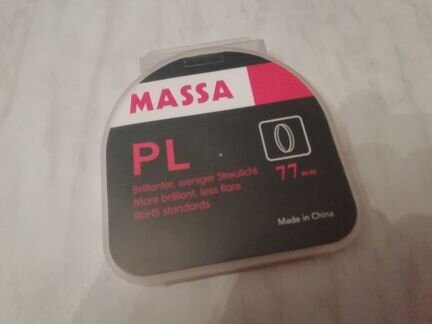 MASSA
PL
77 mm
Brillanter, weniger Streulicht
More brilliant, less flare
RoHS standards
Made in China